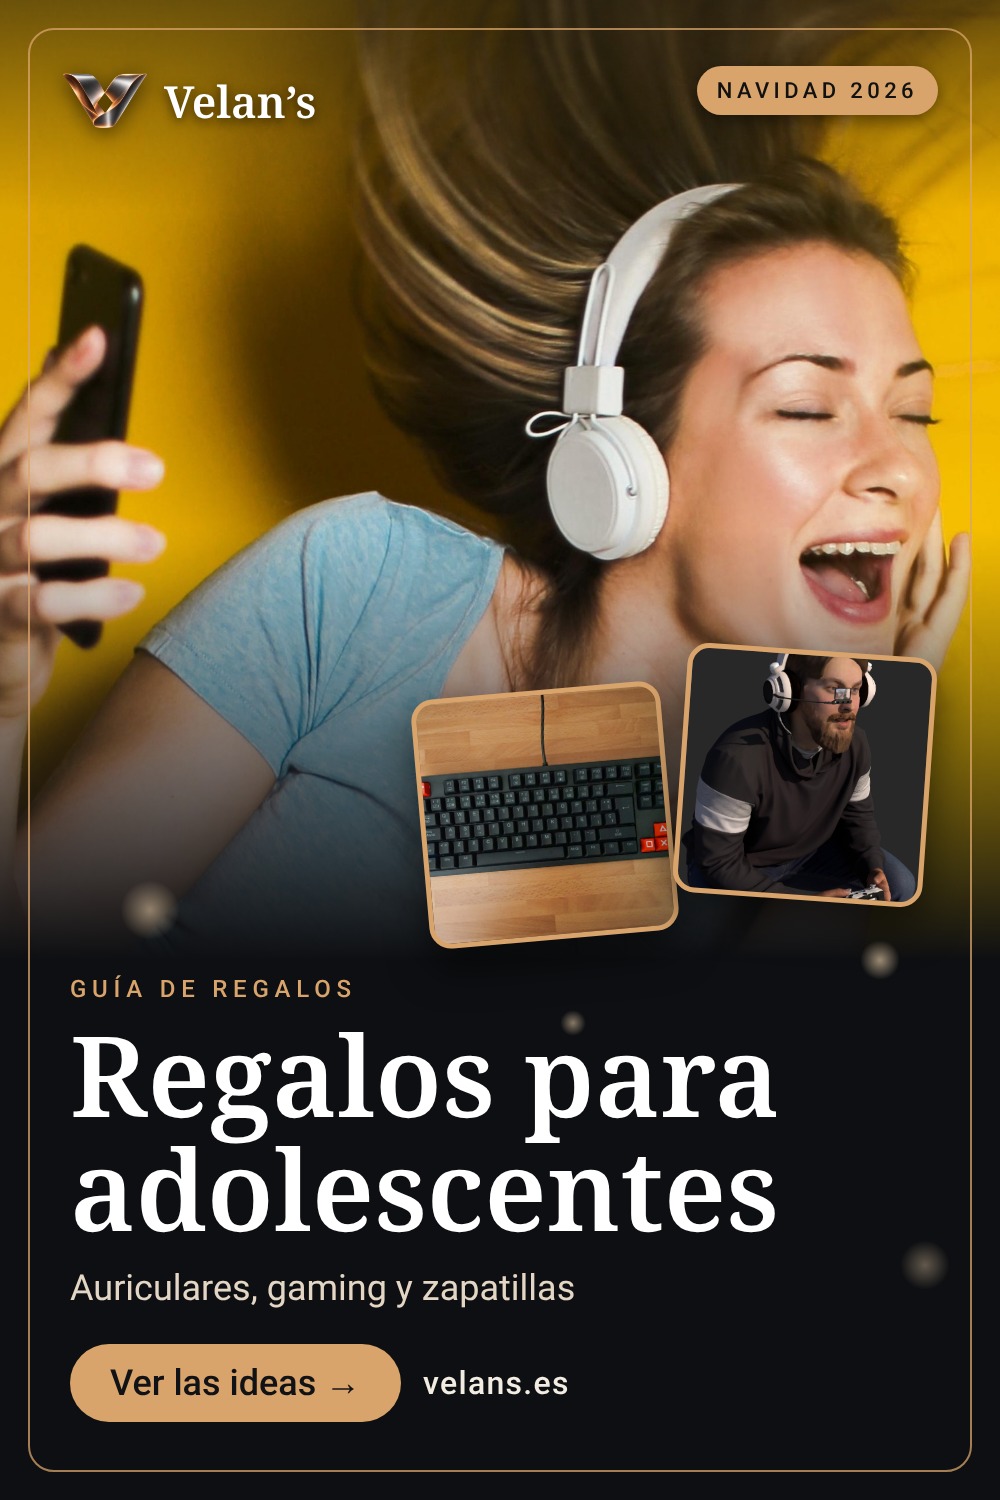 Velan’s
NAVIDAD 2026
GUÍA DE REGALOS
Regalos para
adolescentes
Auriculares, gaming y zapatillas
Ver las ideas →
velans.es